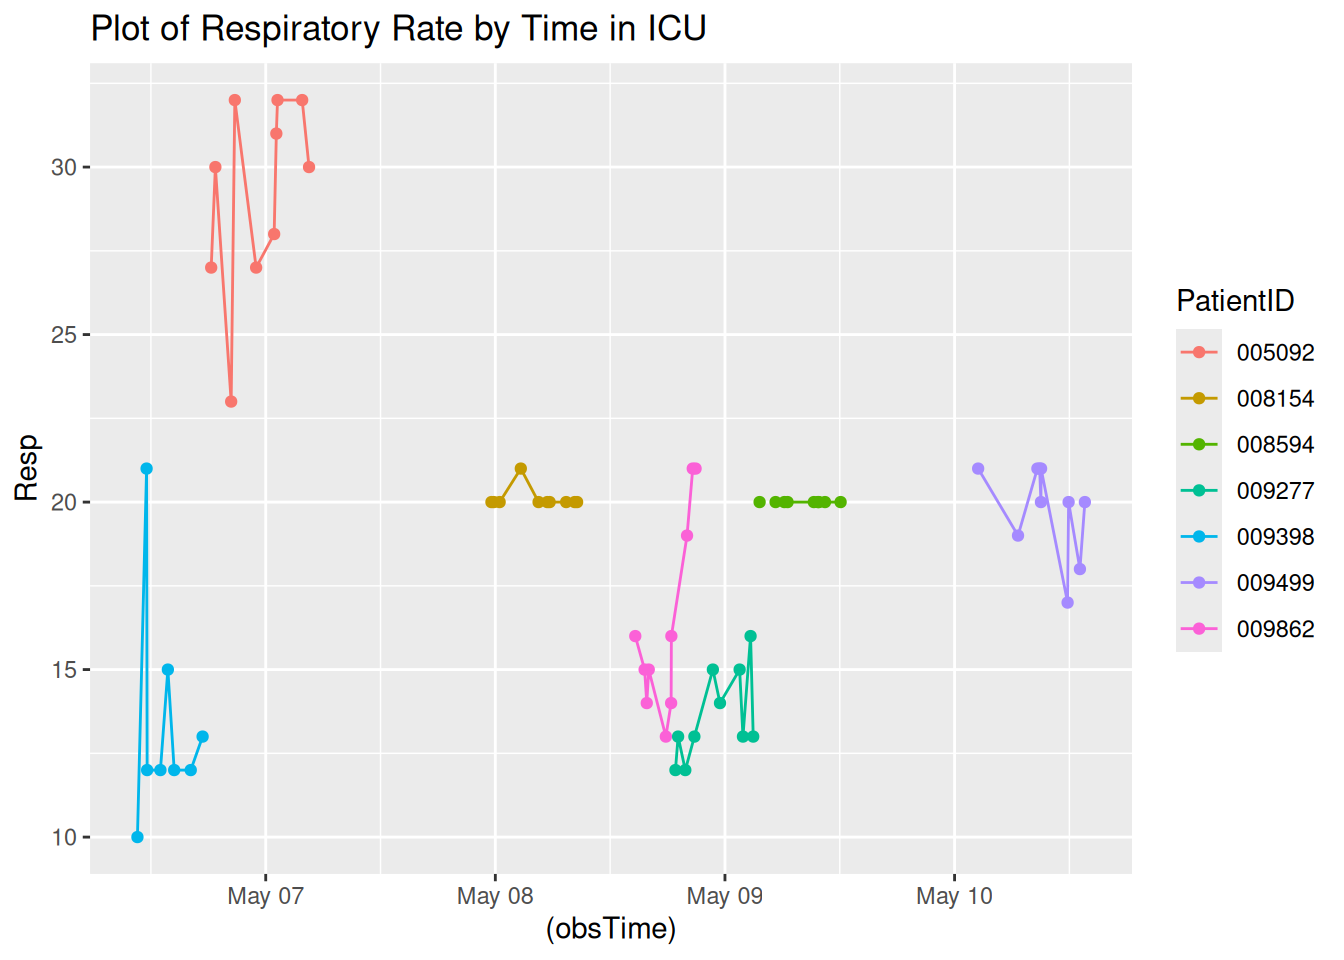 Plot of Respiratory Rate by Time in ICU
Resp
30
25
20
15
10
May 07
May 08
May 09
May 10
(obsTime)
PatientID
005092
008154
008594
009277
009398
009499
009862